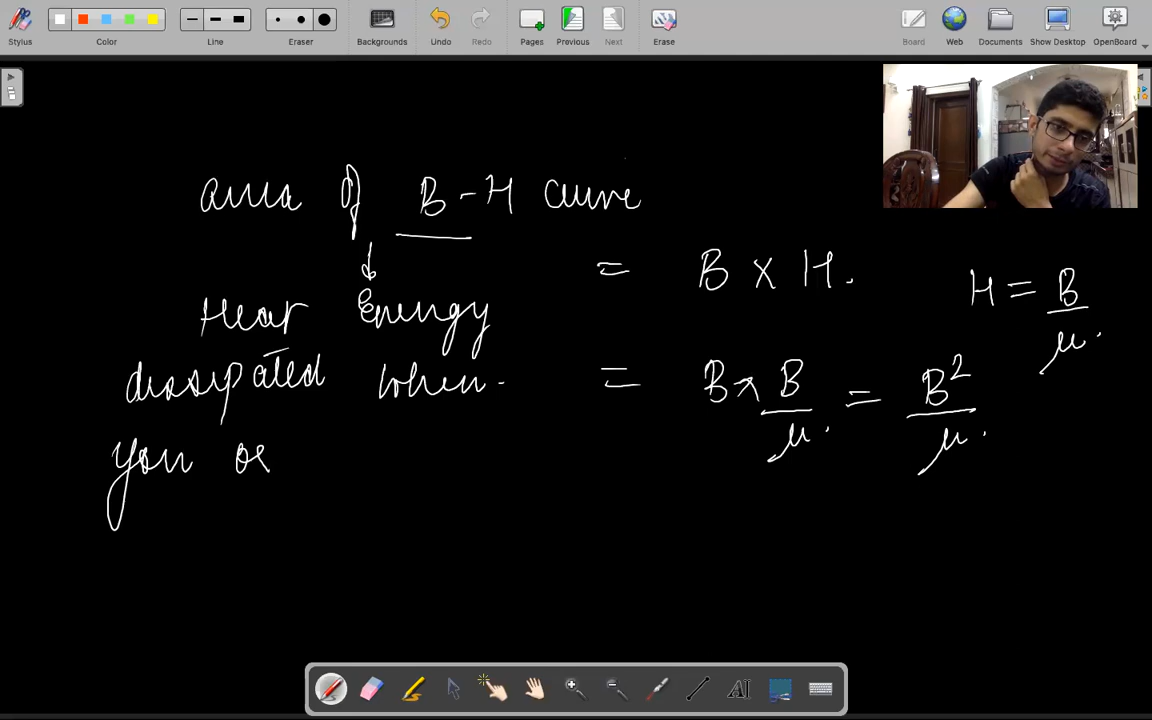 Stylus Color Line Eraser Backgrounds Undo Redo Pages Previous Next Erase Board Web Documents Show Desktop OpenBoard
area of B-H curve
= B x H.
H = B/μ.
Heat Energy
dissipated when
= B x B/μ. = B²/μ.
you